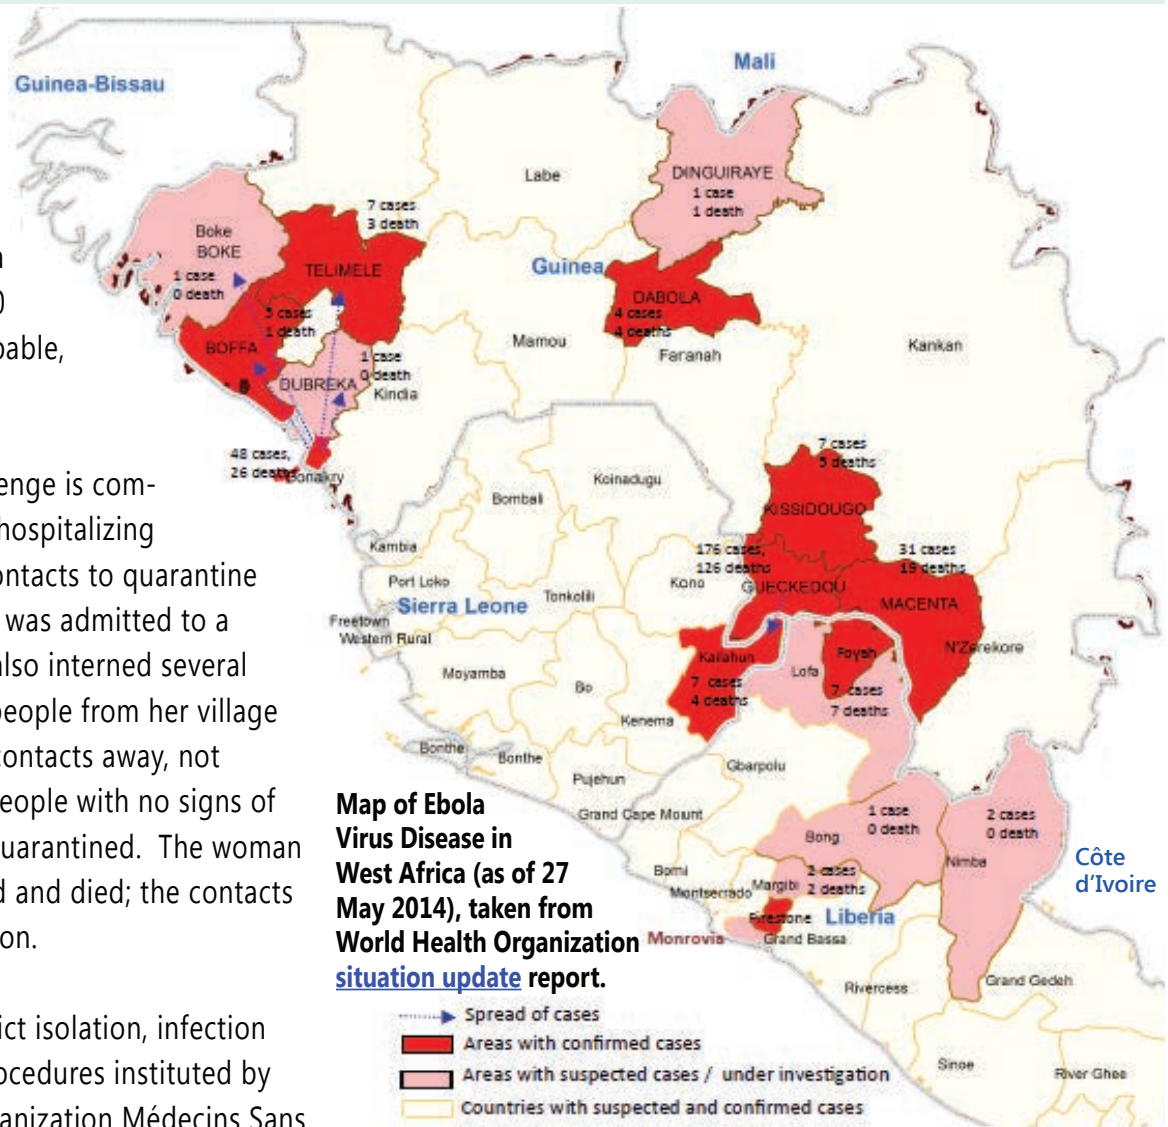 Mali
Guinea-Bissau
DINGUIRAYE
1 case
1 death
Labe
7 cases
3 death
Boke
BOKE
1 case
0 death
TELIMELE
Guinea
DABOLA
4 cases
4 deaths
1 death
BOFFA
Mamou
Faranah
Kankan
1 case
0 death
DUBREKA
Kindia
48 cases,
26 deaths
7 cases
5 deaths
KISSIDOUGO
Koinadugu
Bombali
Kambia
Port Loko
Tonkolili
Kono
176 cases,
126 deaths
GUECKEDOU
31 cases
19 deaths
MACENTA
N'Zerekore
Sierra Leone
Freetown
Western Rural
Moyamba
Bo
Kenema
Kailahun
7 cases
4 deaths
Lofa
Foyah
7 cases
7 deaths
Bonthe
Bonthe
Pujehun
Gbarpolu
Grand Cape Mount
1 case
0 death
Bong
2 cases
0 death
Nimba
Côte
d'Ivoire
Bomi
Montserrado
Margibi
2 cases
2 deaths
Firestone
Liberia
Monrovia
Grand Bassa
Rivercess
Grand Gedeh
Sinoe
River Ghee
0
bable,
enge is com-
hospitalizing
ontacts to quarantine
was admitted to a
also interned several
people from her village
contacts away, not
eople with no signs of
uarantined. The woman
d and died; the contacts
on.
ict isolation, infection
ocedures instituted by
anization Médecins Sans
Map of Ebola
Virus Disease in
West Africa (as of 27
May 2014), taken from
World Health Organization
situation update report.
Spread of cases
Areas with confirmed cases
Areas with suspected cases / under investigation
Countries with suspected and confirmed cases